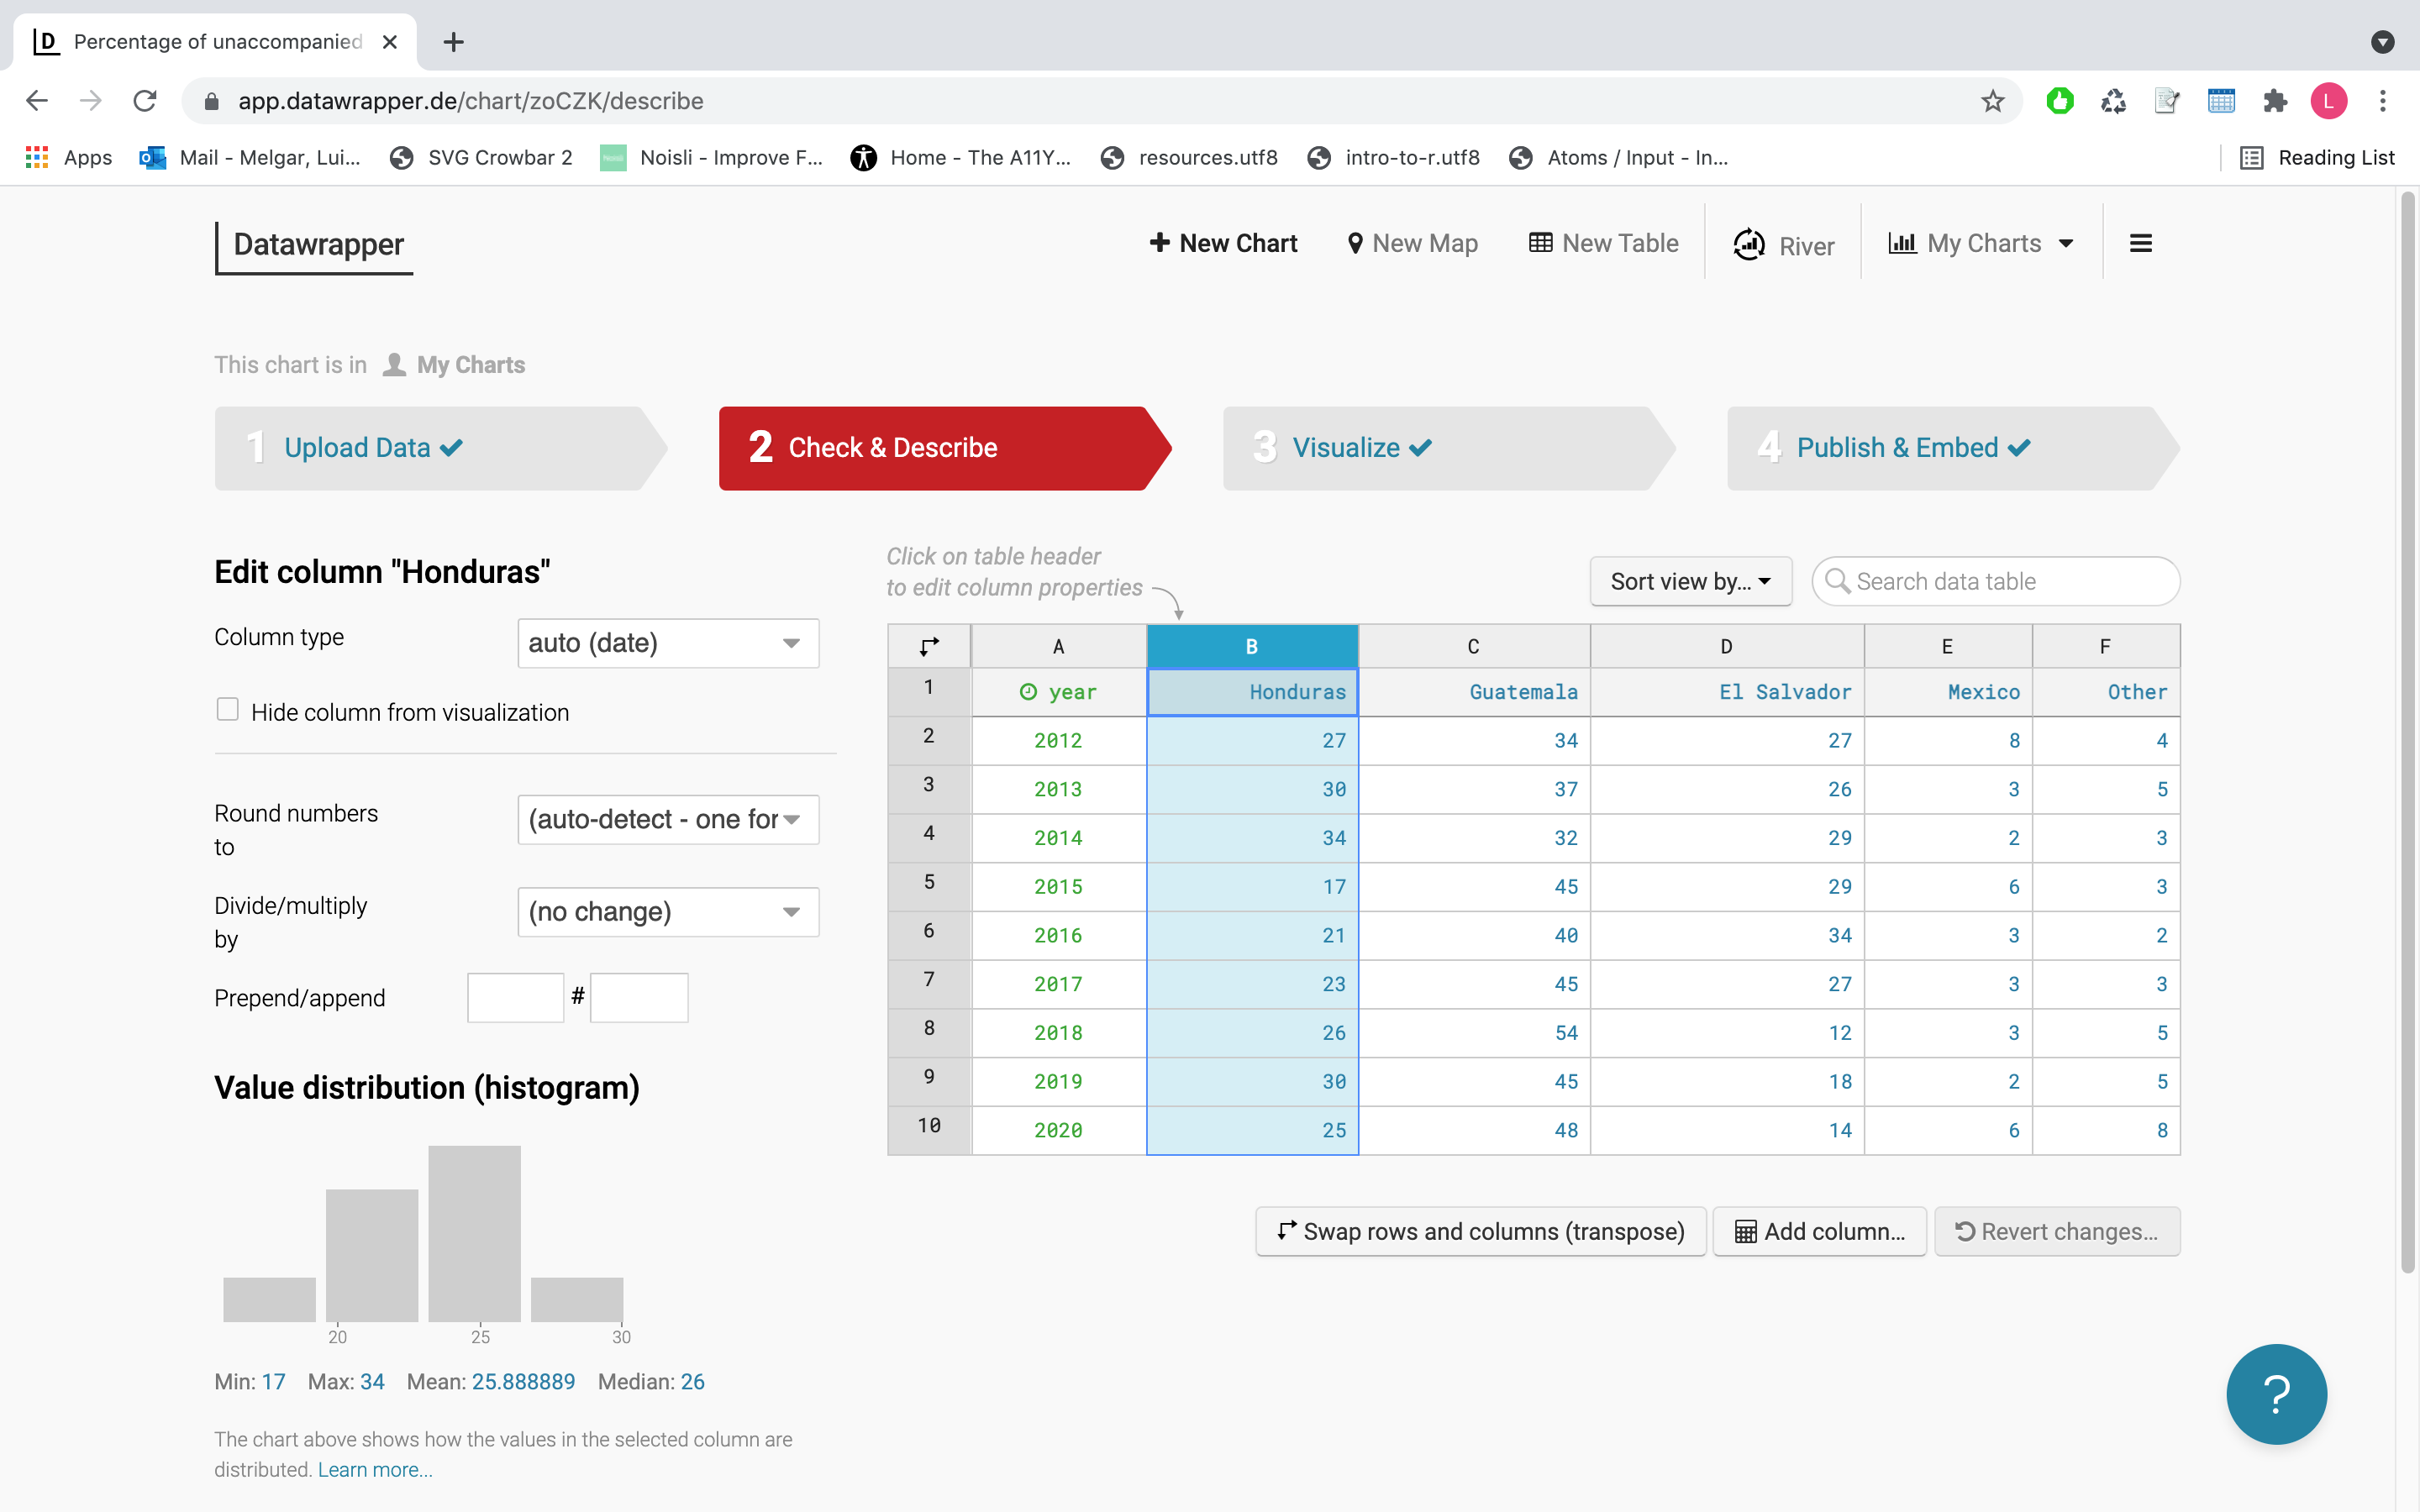 D Percentage of unaccompanied
app.datawrapper.de/chart/zoCZK/describe
L
Apps Mail - Melgar, Lui... SVG Crowbar 2 Noisli Noisli - Improve F... Home - The A11Y... resources.utf8 intro-to-r.utf8 Atoms / Input - In... Reading List
Datawrapper
New Chart New Map New Table River My Charts
This chart is in My Charts
1 Upload Data 2 Check & Describe 3 Visualize 4 Publish & Embed
Edit column "Honduras"
Column type auto (date)
Hide column from visualization
Round numbers to (auto-detect - one for
Divide/multiply by (no change)
Prepend/append #
Value distribution (histogram)
20 25 30
Min: 17 Max: 34 Mean: 25.888889 Median: 26
The chart above shows how the values in the selected column are
distributed. Learn more...
Click on table header
to edit column properties
Sort view by... Search data table
A B C D E F
1 year Honduras Guatemala El Salvador Mexico Other
2 2012 27 34 27 8 4
3 2013 30 37 26 3 5
4 2014 34 32 29 2 3
5 2015 17 45 29 6 3
6 2016 21 40 34 3 2
7 2017 23 45 27 3 3
8 2018 26 54 12 3 5
9 2019 30 45 18 2 5
10 2020 25 48 14 6 8
Swap rows and columns (transpose) Add column... Revert changes...
?